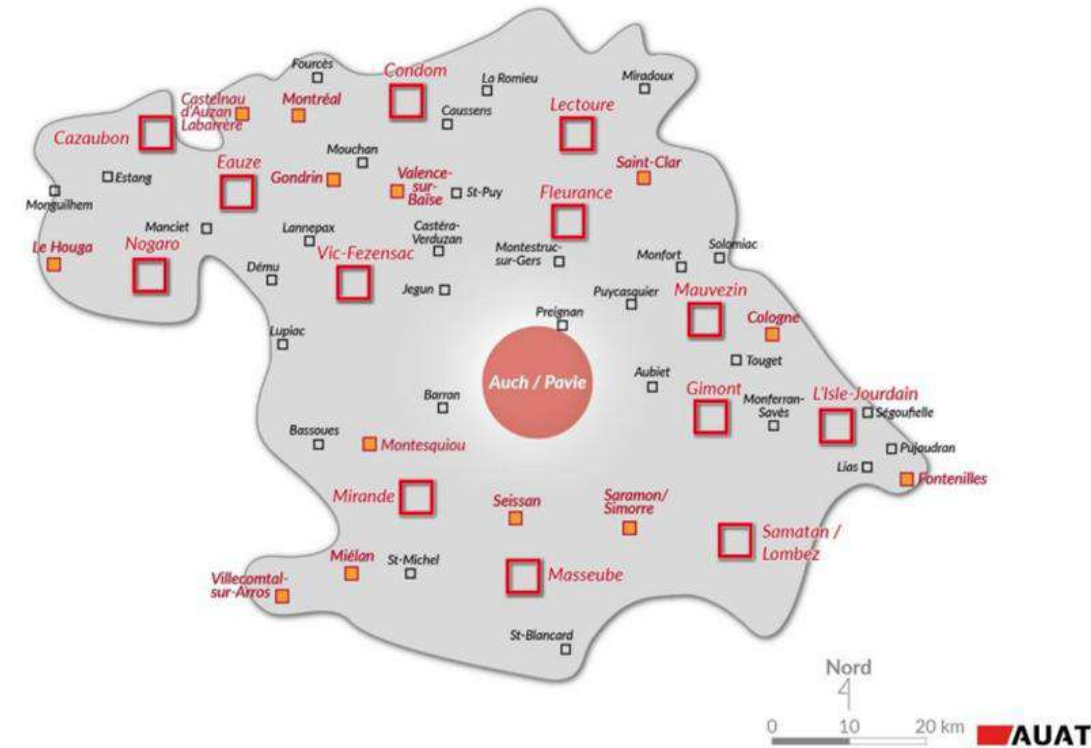 Fourcès
Condom
La Romieu
Miradoux
Castelnau
d'Auzan
Labarrère
Montréal
Caussens
Lectoure
Cazaubon
Mouchan
Eauze
Gondrin
Valence-
sur-
Baïse
St-Puy
Saint-Clar
Fleurance
Estang
Monguilhem
Manciet
Lannepax
Castéra-
Verduzan
Montestruc-
sur-Gers
Monfort
Solomiac
Le Houga
Nogaro
Vic-Fezensac
Dému
Jegun
Puycasquier
Mauvezin
Preignan
Cologne
Lupiac
Touget
Auch / Pavie
Aubiet
Barran
Gimont
Monferran-
Savès
L'Isle-Jourdain
Ségoufielle
Bassoues
Montesquiou
Pujaudran
Lias
Fontenilles
Mirande
Seissan
Saramon/
Simorre
Samatan /
Lombez
Miélan
St-Michel
Masseube
Villecomtal-
sur-Arros
St-Blancard
Nord
0 10 20 km
AUAT